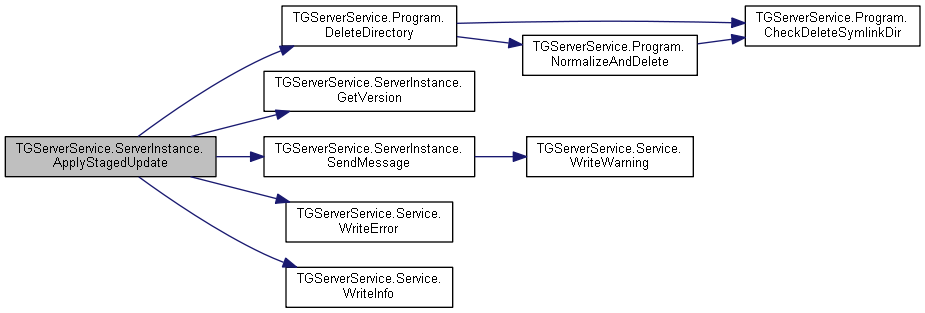 TGServerService.ServerInstance.
ApplyStagedUpdate
TGServerService.Program.
DeleteDirectory
TGServerService.Program.
CheckDeleteSymlinkDir
TGServerService.Program.
NormalizeAndDelete
TGServerService.ServerInstance.
GetVersion
TGServerService.ServerInstance.
SendMessage
TGServerService.Service.
WriteWarning
TGServerService.Service.
WriteError
TGServerService.Service.
WriteInfo